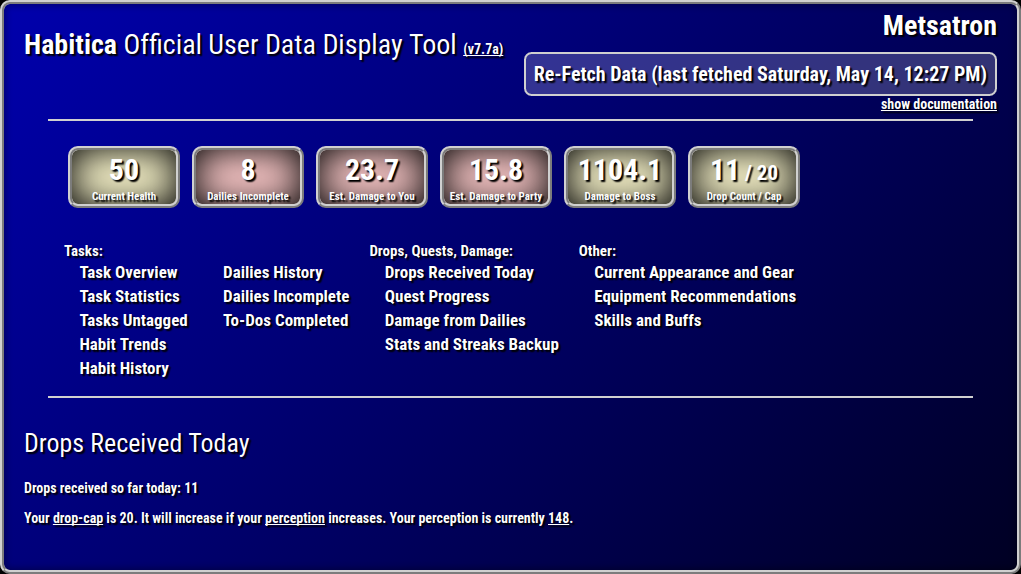 Metsatron
Habitica Official User Data Display Tool (v7.7a)
Re-Fetch Data (last fetched Saturday, May 14, 12:27 PM)
show documentation
50
Current Health
8
Dailies Incomplete
23.7
Est. Damage to You
15.8
Est. Damage to Party
1104.1
Damage to Boss
11 / 20
Drop Count / Cap
Tasks:
Task Overview
Task Statistics
Tasks Untagged
Habit Trends
Habit History
Dailies History
Dailies Incomplete
To-Dos Completed
Drops, Quests, Damage:
Drops Received Today
Quest Progress
Damage from Dailies
Stats and Streaks Backup
Other:
Current Appearance and Gear
Equipment Recommendations
Skills and Buffs
Drops Received Today
Drops received so far today: 11
Your drop-cap is 20. It will increase if your perception increases. Your perception is currently 148.